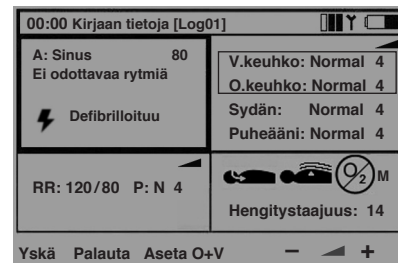 00:00 Kirjaan tietoja [Log01]
A: Sinus 80
Ei odottavaa rytmiä
Defibrilloituu
V.keuhko: Normal 4
O.keuhko: Normal 4
Sydän: Normal 4
Puheääni: Normal 4
RR: 120/80 P: N 4
O2 M
Hengitystaajuus: 14
Yskä Palauta Aseta O+V − +